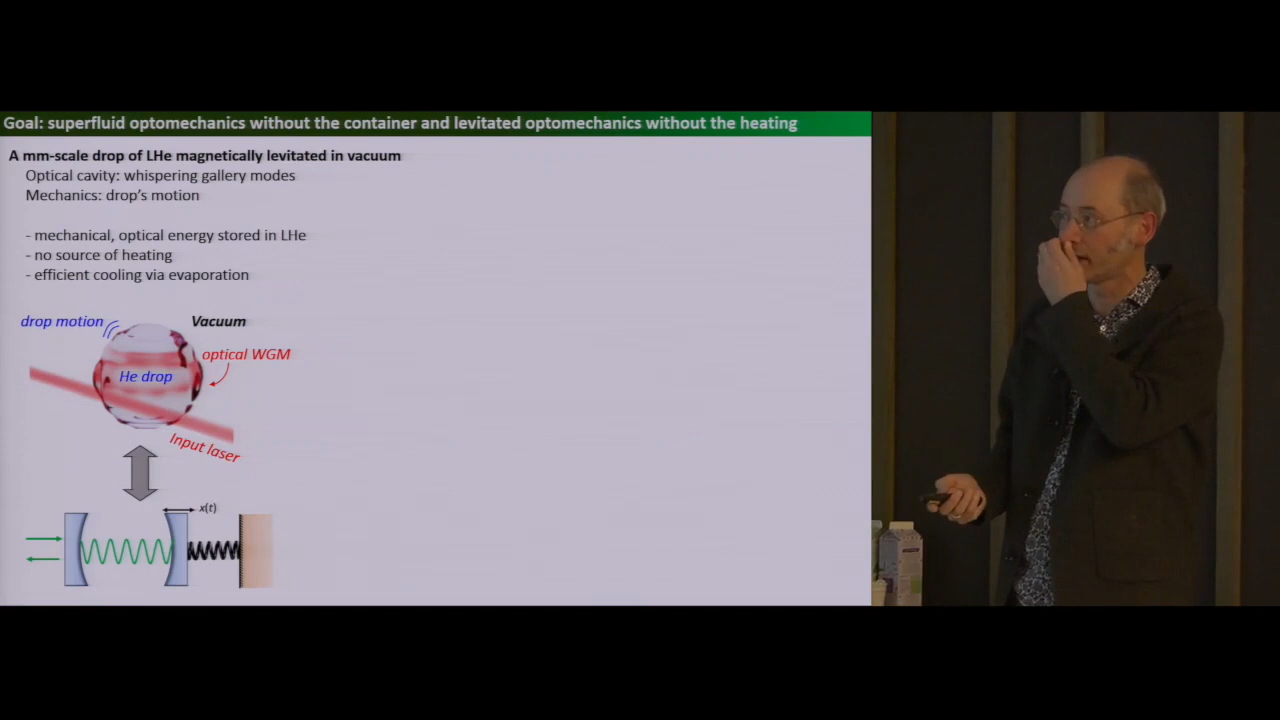 Goal: superfluid optomechanics without the container and levitated optomechanics without the heating
A mm-scale drop of LHe magnetically levitated in vacuum
Optical cavity: whispering gallery modes
Mechanics: drop's motion
- mechanical, optical energy stored in LHe
- no source of heating
- efficient cooling via evaporation
drop motion
Vacuum
optical WGM
He drop
Input laser
x(t)